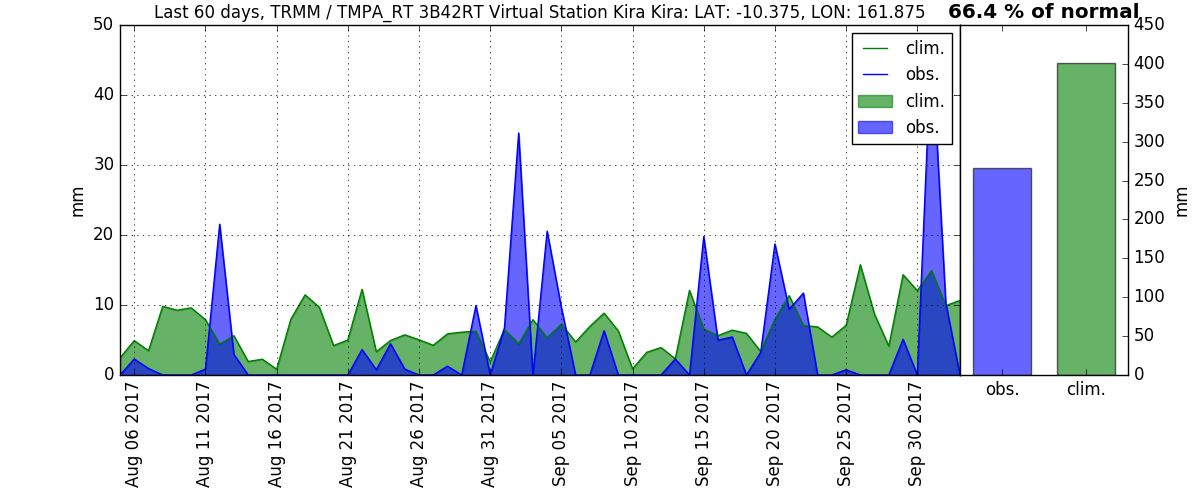 Last 60 days, TRMM / TMPA_RT 3B42RT Virtual Station Kira Kira: LAT: -10.375, LON: 161.875
66.4 % of normal
50
40
30
20
10
0
mm
clim.
obs.
clim.
obs.
450
400
350
300
250
200
150
100
50
0
mm
Aug 06 2017
Aug 11 2017
Aug 16 2017
Aug 21 2017
Aug 26 2017
Aug 31 2017
Sep 05 2017
Sep 10 2017
Sep 15 2017
Sep 20 2017
Sep 25 2017
Sep 30 2017
obs.
clim.